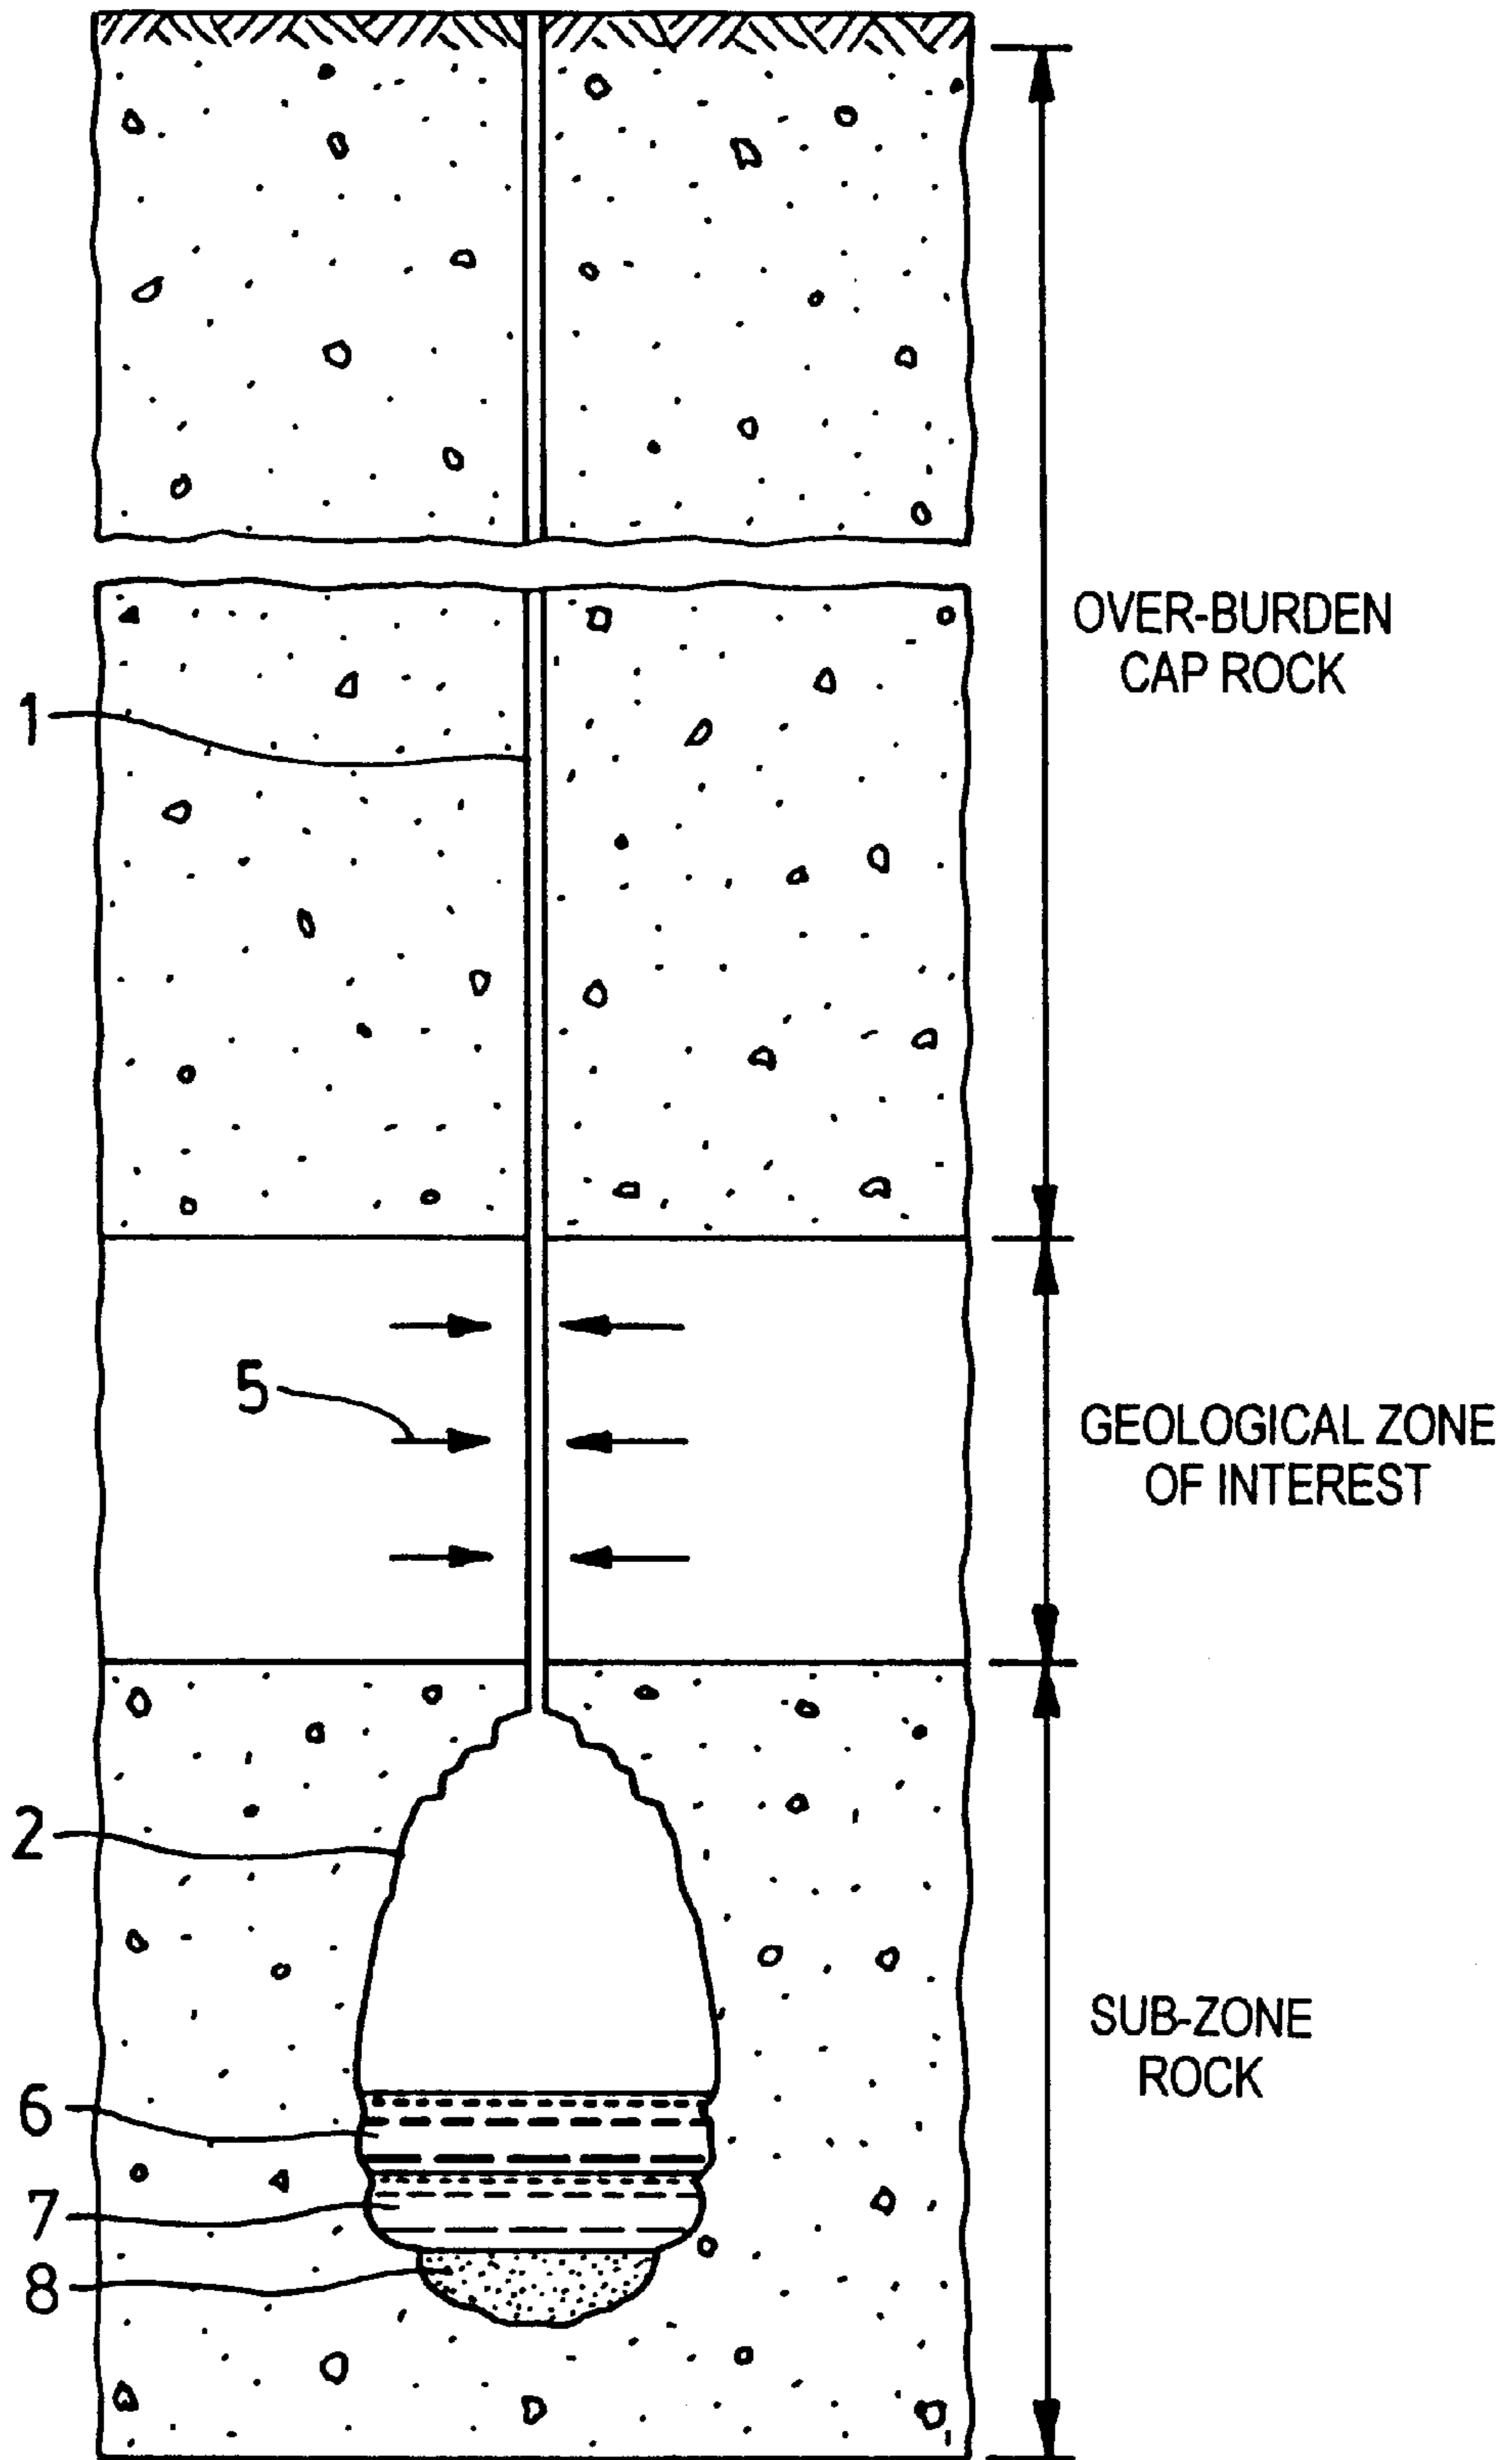 OVER-BURDEN
CAP ROCK
1
5
GEOLOGICAL ZONE
OF INTEREST
2
SUB-ZONE
ROCK
6
7
8